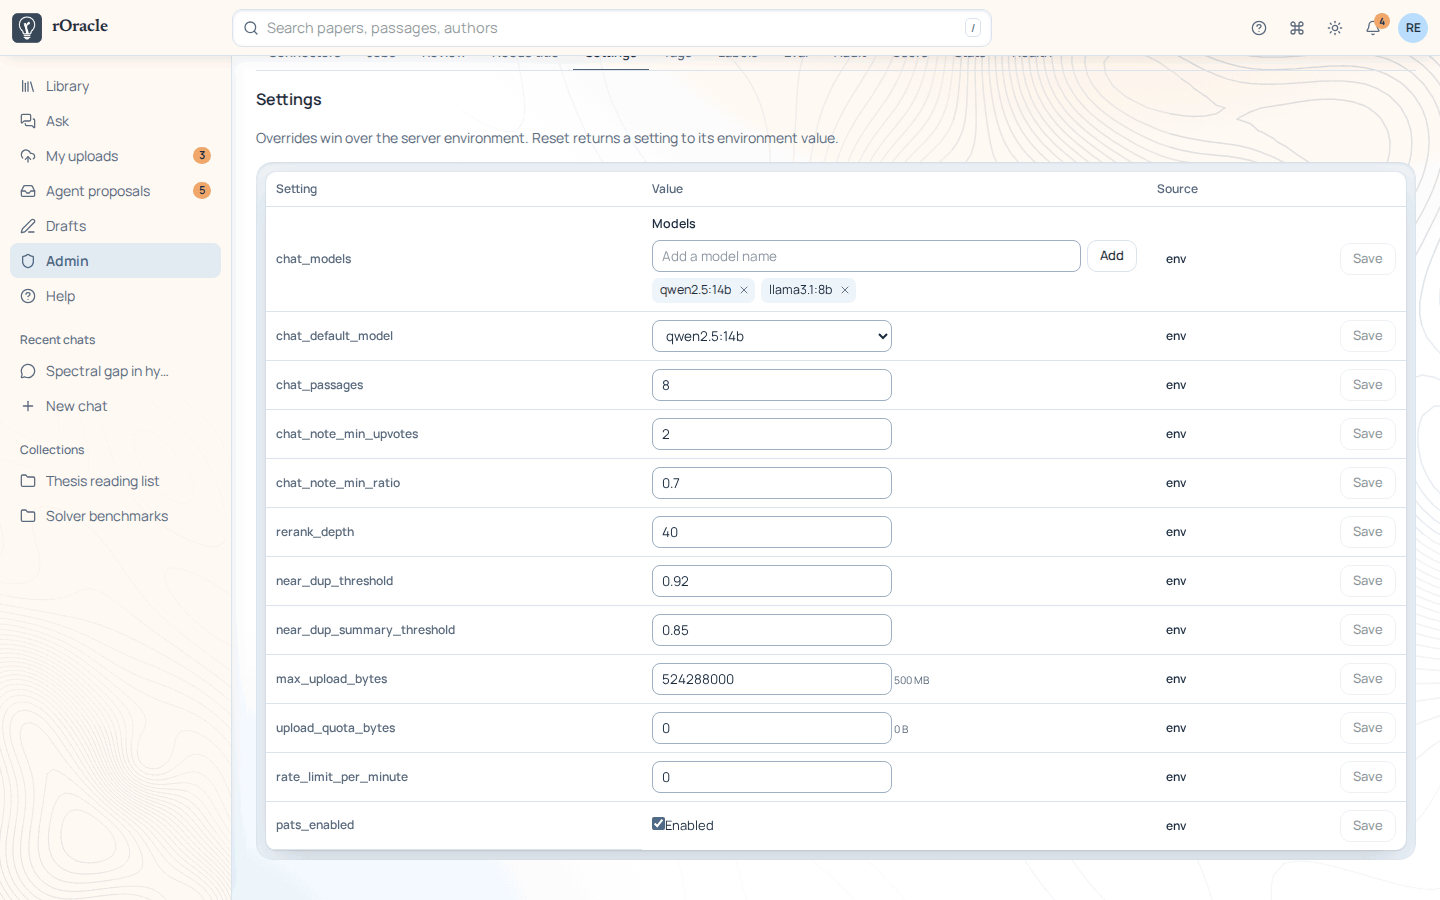 rOracle
Search papers, passages, authors
/
4
RE
Library
Ask
My uploads
3
Agent proposals
5
Drafts
Admin
Help
Recent chats
Spectral gap in hy...
New chat
Collections
Thesis reading list
Solver benchmarks
Settings
Overrides win over the server environment. Reset returns a setting to its environment value.
Setting Value Source
chat_models
Models
Add a model name
Add
qwen2.5:14b
llama3.1:8b
env Save
chat_default_model qwen2.5:14b env Save
chat_passages 8 env Save
chat_note_min_upvotes 2 env Save
chat_note_min_ratio 0.7 env Save
rerank_depth 40 env Save
near_dup_threshold 0.92 env Save
near_dup_summary_threshold 0.85 env Save
max_upload_bytes 524288000 500 MB env Save
upload_quota_bytes 0 0 B env Save
rate_limit_per_minute 0 env Save
pats_enabled Enabled env Save